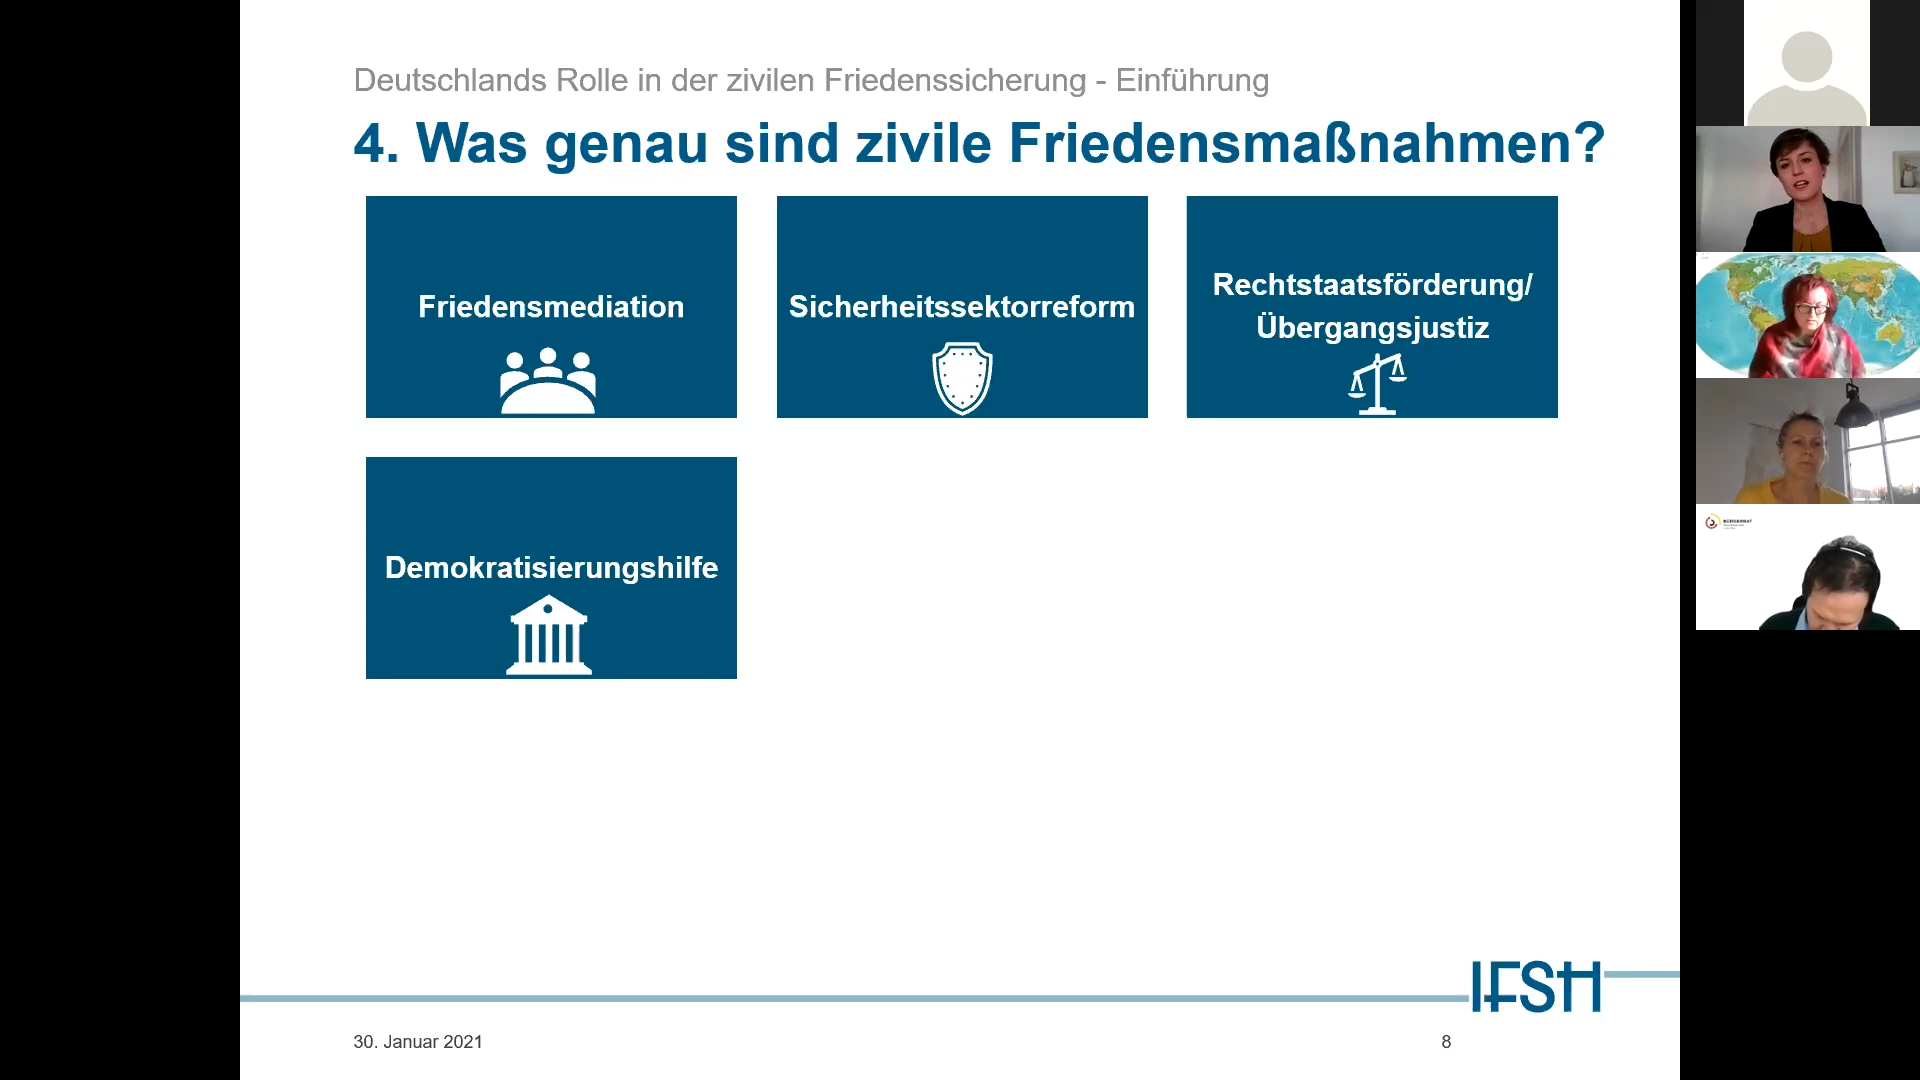 Deutschlands Rolle in der zivilen Friedenssicherung - Einführung
4. Was genau sind zivile Friedensmaßnahmen?
Friedensmediation
Sicherheitssektorreform
Rechtstaatsförderung/
Übergangsjustiz
Demokratisierungshilfe
IFSH
30. Januar 2021
8
BÜRGERRAT